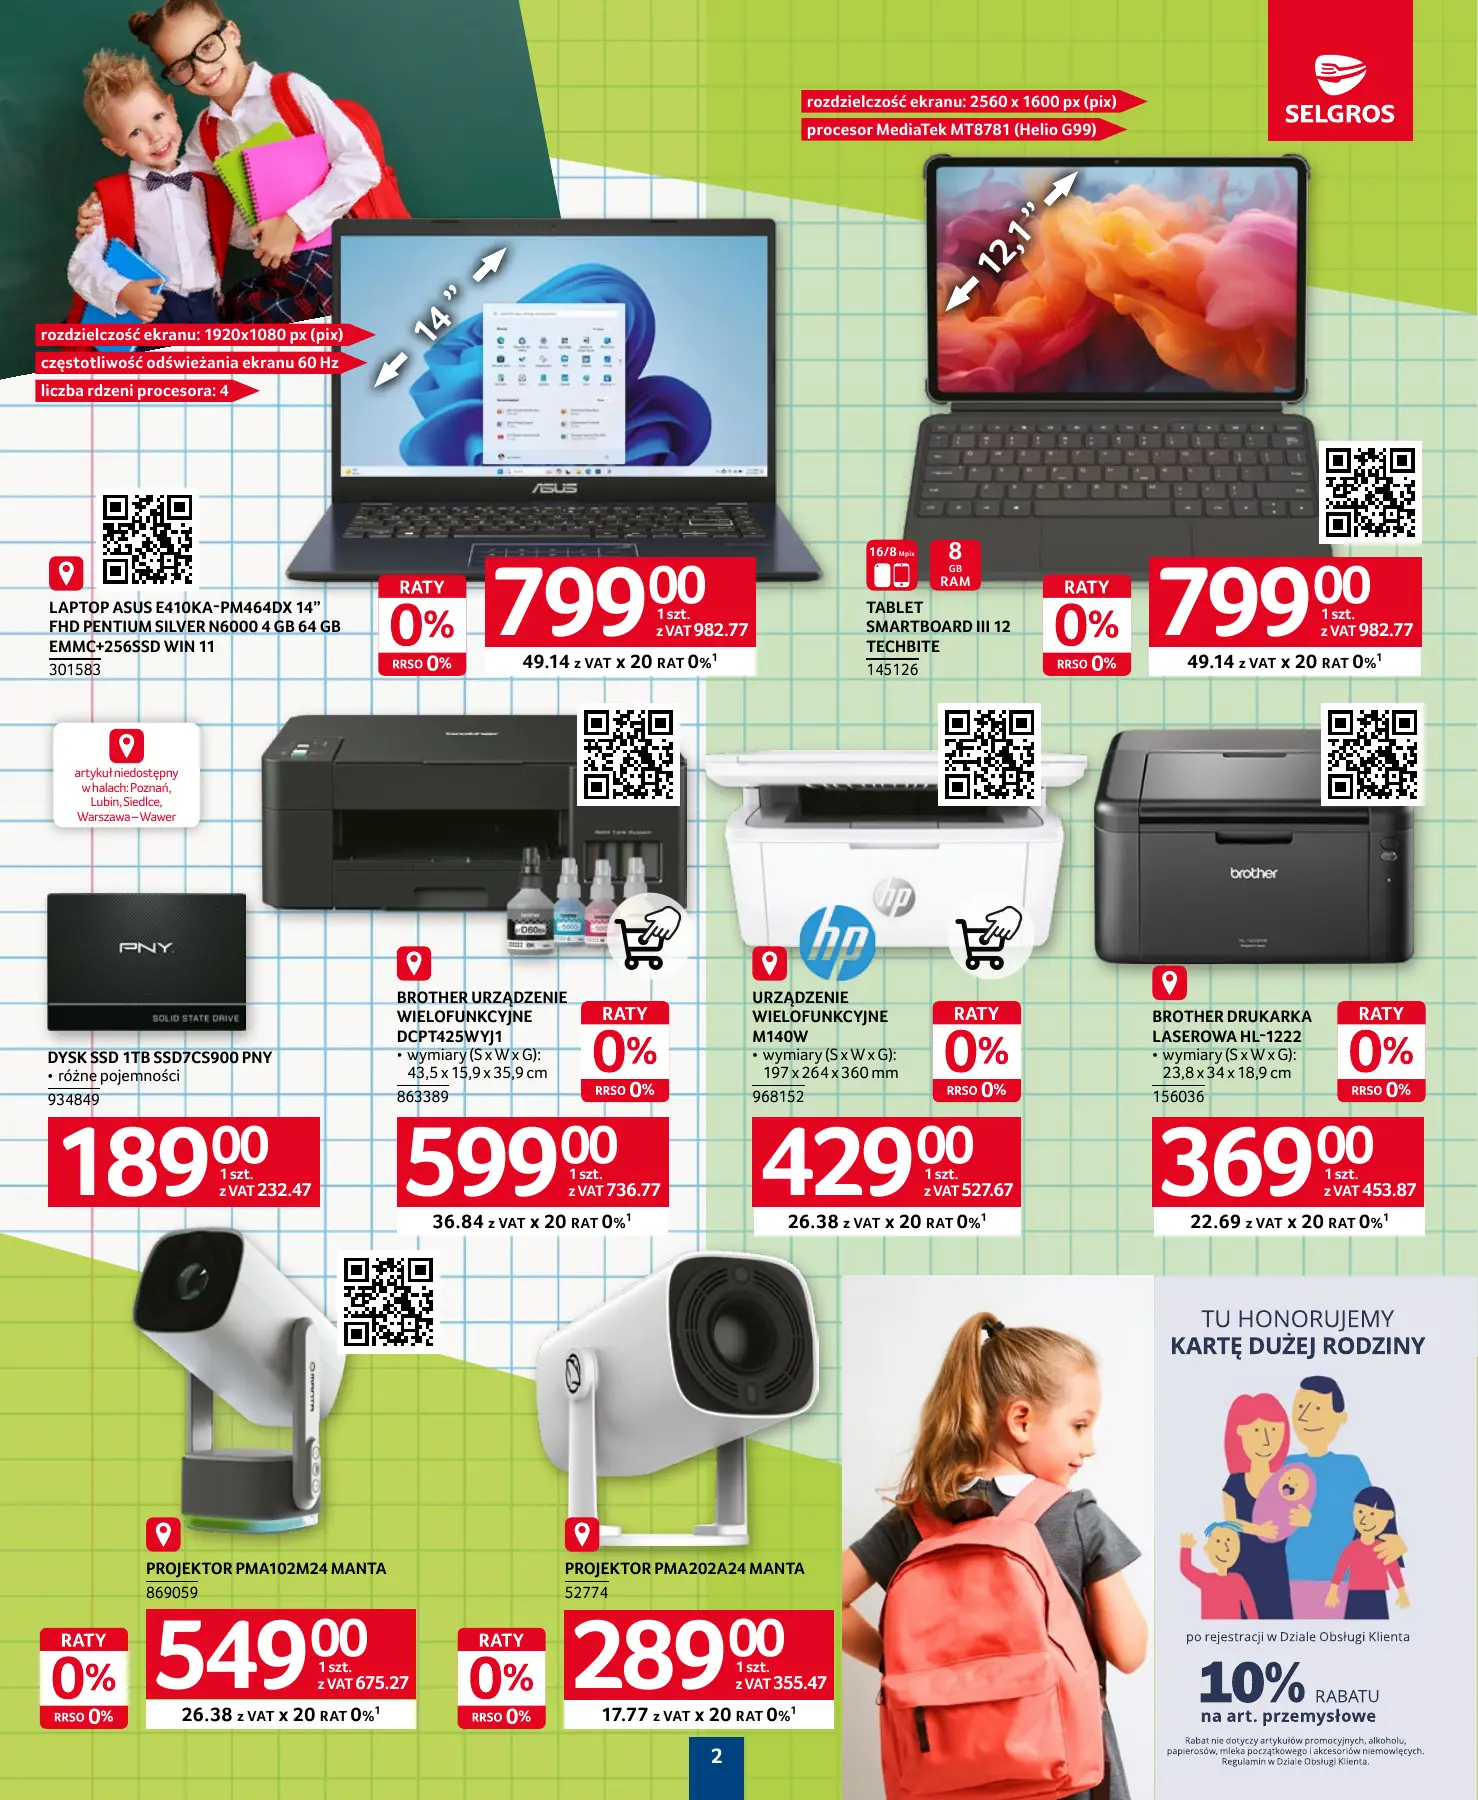 SELGROS
rozdzielczość ekranu: 2560 x 1600 px (pix)
procesor MediaTek MT8781 (Helio G99)
12,1”
14”
rozdzielczość ekranu: 1920x1080 px (pix)
częstotliwość odświeżania ekranu 60 Hz
liczba rdzeni procesora: 4
ASUS
LAPTOP ASUS E410KA-PM464DX 14”
FHD PENTIUM SILVER N6000 4 GB 64 GB
EMMC+256SSD WIN 11
301583
RATY
0%
RRSO 0%
799 00
1 szt.
z VAT 982.77
49.14 z VAT x 20 RAT 0%1
16/8 Mpix
8
GB
RAM
TABLET
SMARTBOARD III 12
TECHBITE
145126
RATY
0%
RRSO 0%
799 00
1 szt.
z VAT 982.77
49.14 z VAT x 20 RAT 0%1
artykuł niedostępny
w halach: Poznań,
Lubin, Siedlce,
Warszawa – Wawer
PNY
SOLID STATE DRIVE
DYSK SSD 1TB SSD7CS900 PNY
• różne pojemności
934849
189 00
1 szt.
z VAT 232.47
brother
Refill Tank System
D60BK
BK
BROTHER URZĄDZENIE
WIELOFUNKCYJNE
DCPT425WYJ1
• wymiary (S x W x G):
43,5 x 15,9 x 35,9 cm
863389
RATY
0%
RRSO 0%
599 00
1 szt.
z VAT 736.77
36.84 z VAT x 20 RAT 0%1
hp
hp
URZĄDZENIE
WIELOFUNKCYJNE
M140W
• wymiary (S x W x G):
197 x 264 x 360 mm
968152
RATY
0%
RRSO 0%
429 00
1 szt.
z VAT 527.67
26.38 z VAT x 20 RAT 0%1
brother
BROTHER DRUKARKA
LASEROWA HL-1222
• wymiary (S x W x G):
23,8 x 34 x 18,9 cm
156036
RATY
0%
RRSO 0%
369 00
1 szt.
z VAT 453.87
22.69 z VAT x 20 RAT 0%1
MANTA
PROJEKTOR PMA102M24 MANTA
869059
RATY
0%
RRSO 0%
549 00
1 szt.
z VAT 675.27
26.38 z VAT x 20 RAT 0%1
PROJEKTOR PMA202A24 MANTA
52774
RATY
0%
RRSO 0%
289 00
1 szt.
z VAT 355.47
17.77 z VAT x 20 RAT 0%1
TU HONORUJEMY
KARTĘ DUŻEJ RODZINY
po rejestracji w Dziale Obsługi Klienta
10% RABATU
na art. przemysłowe
Rabat nie dotyczy artykułów promocyjnych, alkoholu,
papierosów, mleka początkowego i akcesoriów niemowlęcych.
Regulamin w Dziale Obsługi Klienta.
2